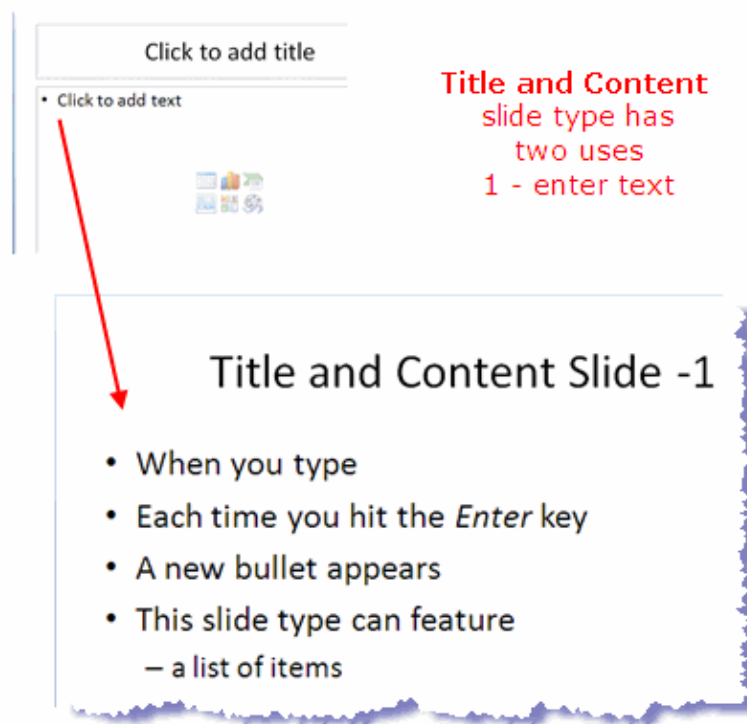 Click to add title
• Click to add text
Title and Content
slide type has
two uses
1 - enter text
Title and Content Slide -1
• When you type
• Each time you hit the Enter key
• A new bullet appears
• This slide type can feature
– a list of items